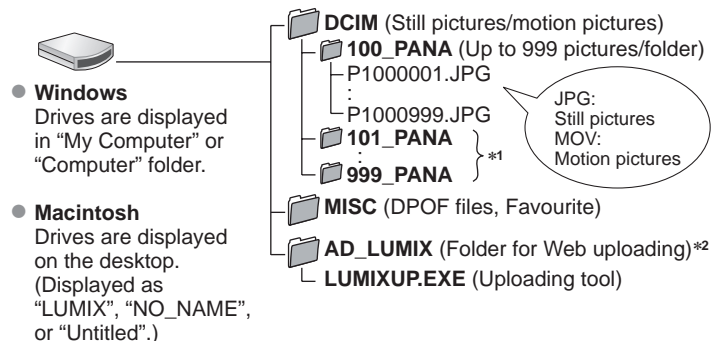 ● Windows
Drives are displayed
in “My Computer” or
“Computer” folder.
● Macintosh
Drives are displayed
on the desktop.
(Displayed as
“LUMIX”, “NO_NAME”,
or “Untitled”.)
DCIM (Still pictures/motion pictures)
100_PANA (Up to 999 pictures/folder)
P1000001.JPG
:
P1000999.JPG
101_PANA
:
999_PANA
*1
JPG:
Still pictures
MOV:
Motion pictures
MISC (DPOF files, Favourite)
AD_LUMIX (Folder for Web uploading)*2
LUMIXUP.EXE (Uploading tool)